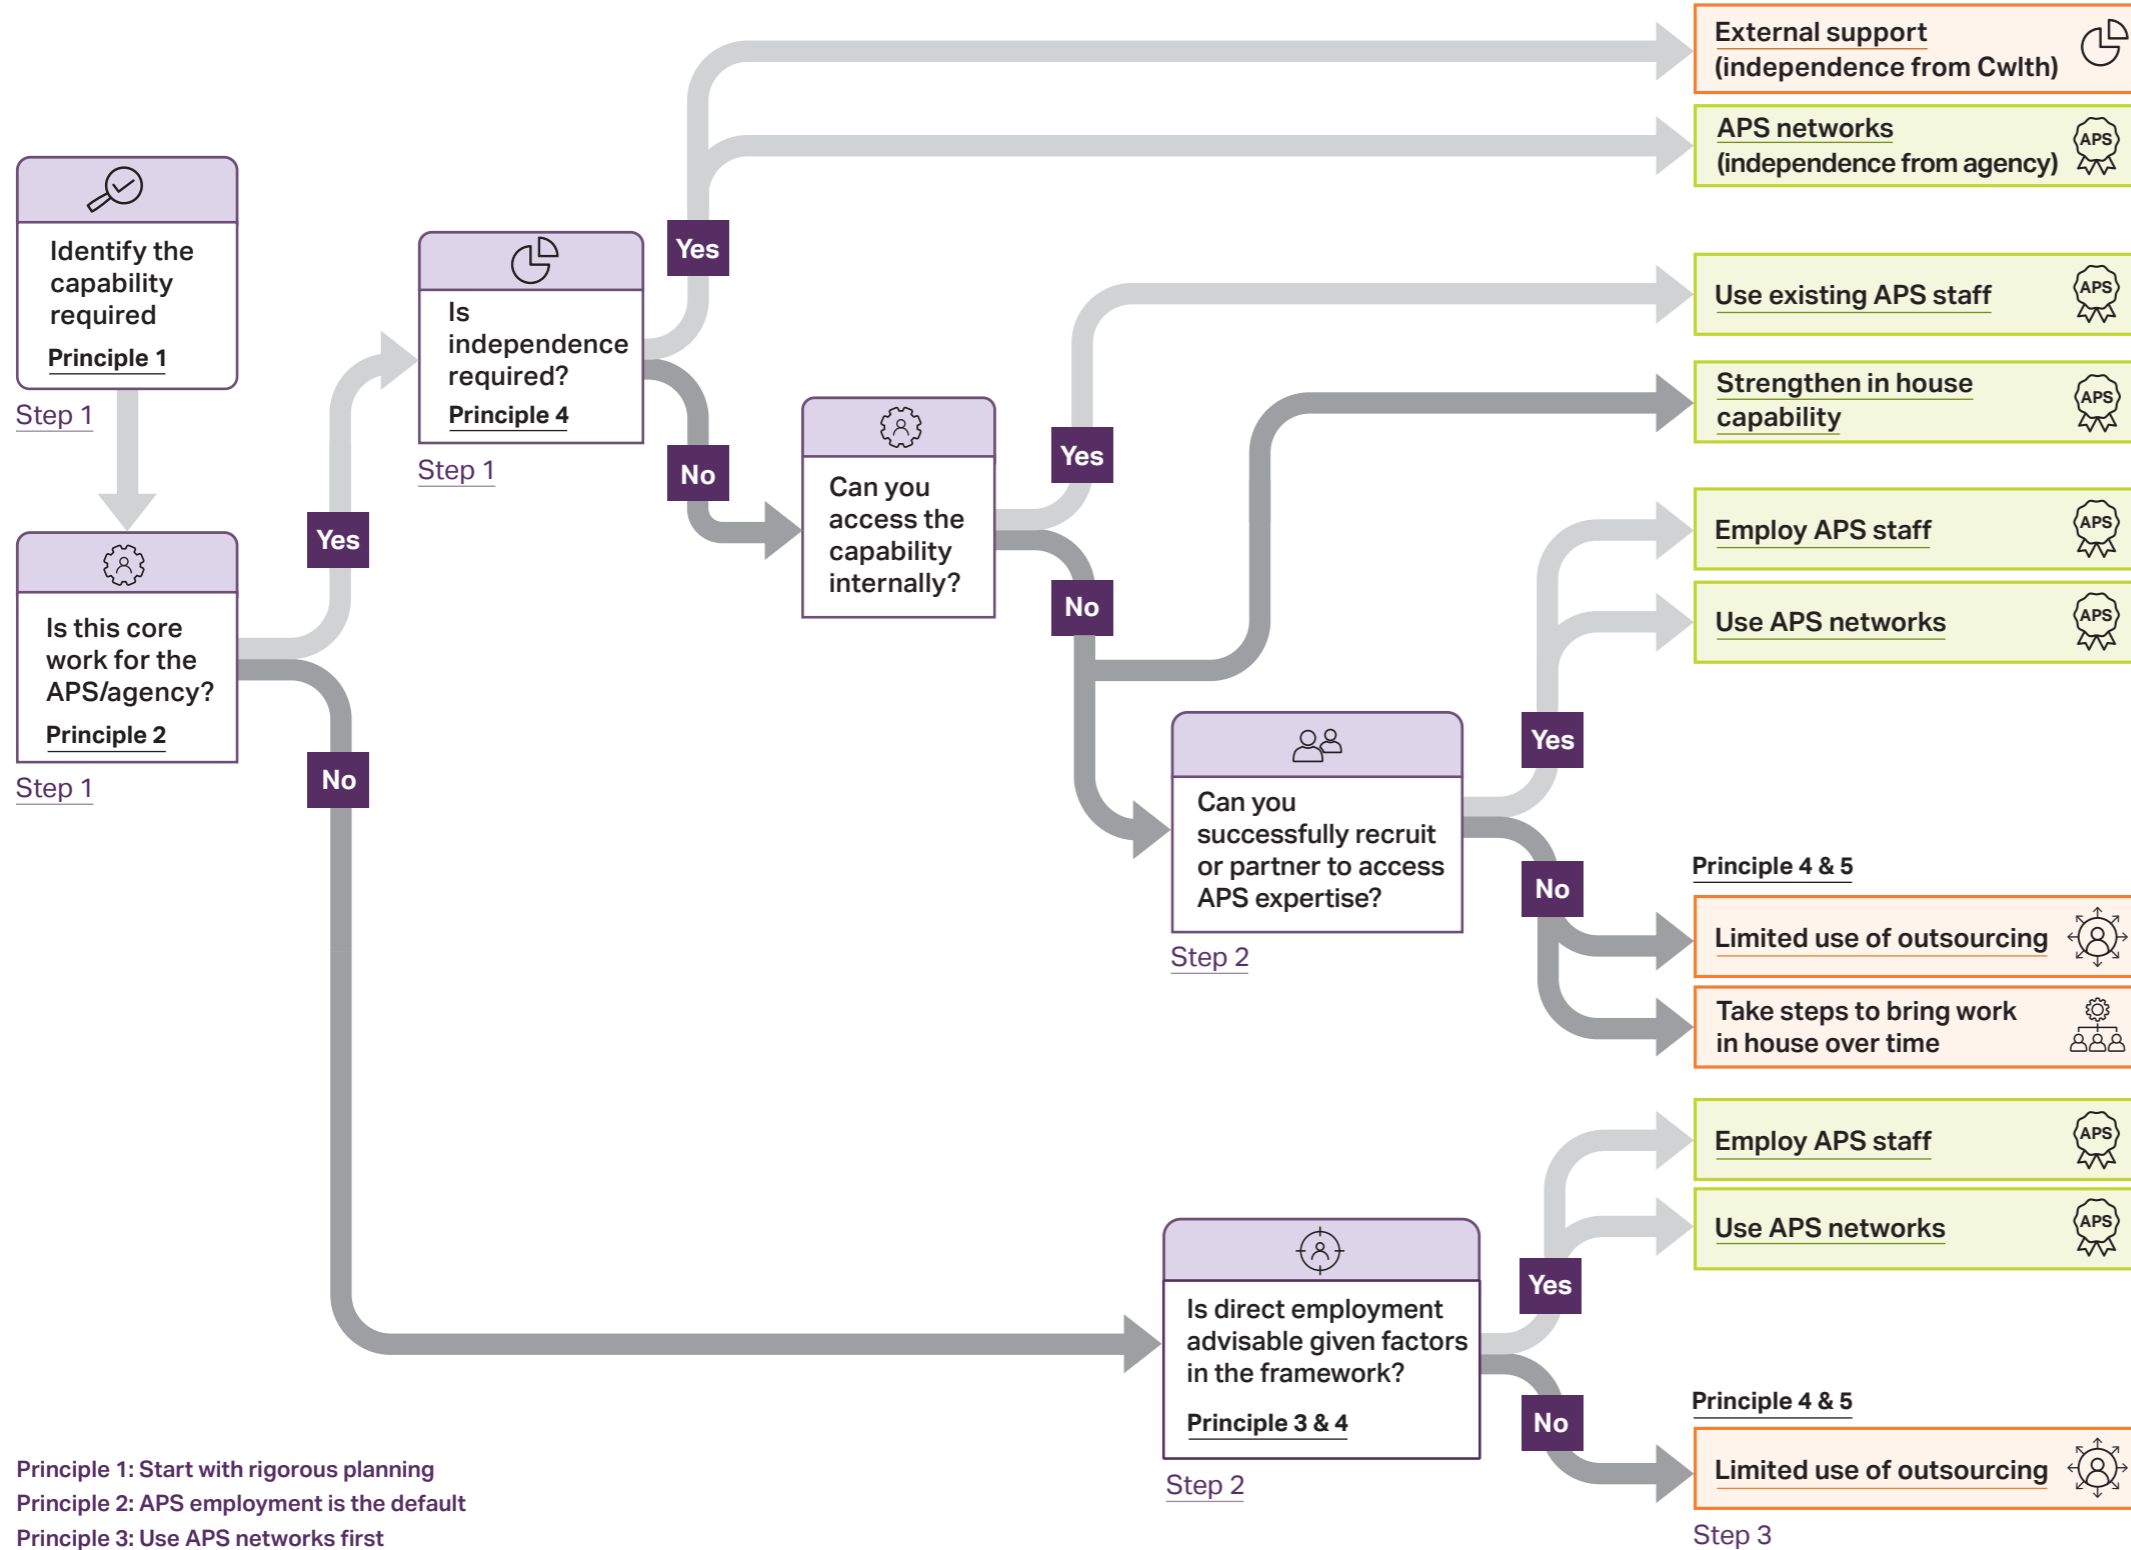 External support
(independence from Cwlth)
APS networks
(independence from agency)
APS
Identify the
capability
required
Principle 1
Step 1
Yes
Is
independence
required?
Principle 4
Step 1
No
Use existing APS staff
APS
Yes
Strengthen in house
capability
APS
Can you
access the
capability
internally?
No
Employ APS staff
APS
Use APS networks
APS
Yes
Is this core
work for the
APS/agency?
Principle 2
Step 1
No
Can you
successfully recruit
or partner to access
APS expertise?
Step 2
Yes
No
Principle 4 & 5
Limited use of outsourcing
Take steps to bring work
in house over time
Employ APS staff
APS
Use APS networks
APS
Is direct employment
advisable given factors
in the framework?
Principle 3 & 4
Step 2
Yes
No
Principle 4 & 5
Limited use of outsourcing
Step 3
Principle 1: Start with rigorous planning
Principle 2: APS employment is the default
Principle 3: Use APS networks first